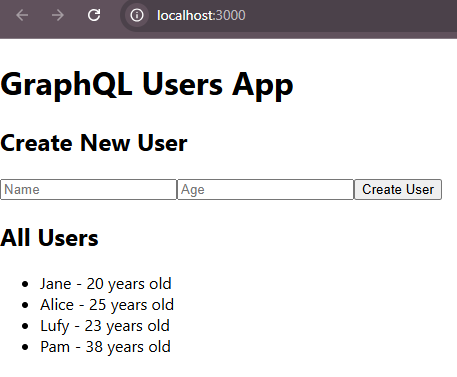 localhost:3000
GraphQL Users App
Create New User
Name Age Create User
All Users
• Jane - 20 years old
• Alice - 25 years old
• Lufy - 23 years old
• Pam - 38 years old